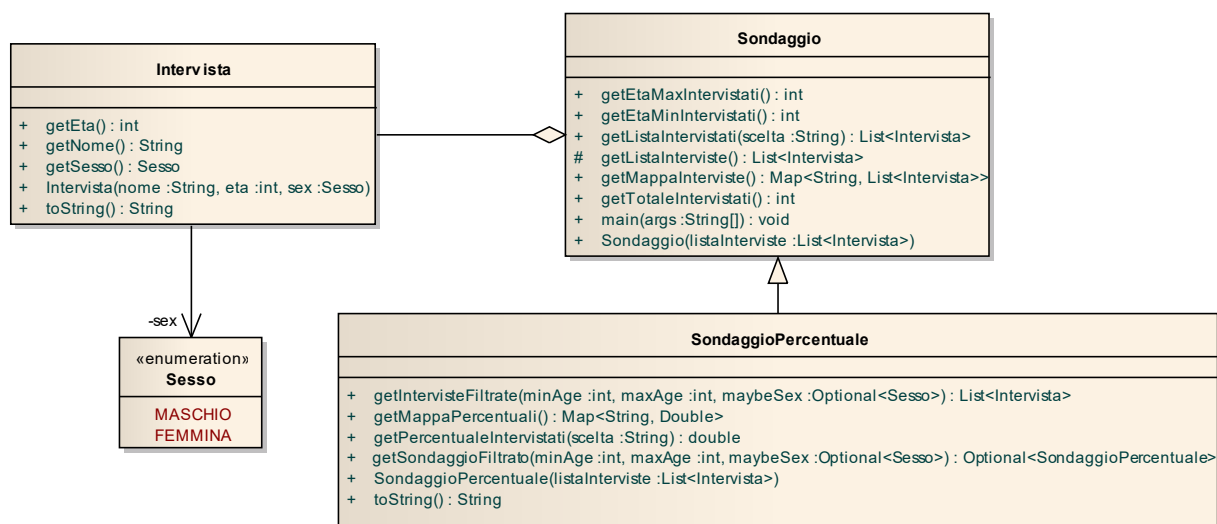 Intervista
+ getEta() : int
+ getNome() : String
+ getSesso() : Sesso
+ Intervista(nome :String, eta :int, sex :Sesso)
+ toString() : String
Sondaggio
+ getEtaMaxIntervistati() : int
+ getEtaMinIntervistati() : int
+ getListaIntervistati(scelta :String) : List<Intervista>
# getListaInterviste() : List<Intervista>
+ getMappaInterviste() : Map<String, List<Intervista>>
+ getTotaleIntervistati() : int
+ main(args :String[]) : void
+ Sondaggio(listaInterviste :List<Intervista>)
-sex
«enumeration»
Sesso
MASCHIO
FEMMINA
SondaggioPercentuale
+ getIntervisteFiltrate(minAge :int, maxAge :int, maybeSex :Optional<Sesso>) : List<Intervista>
+ getMappaPercentuali() : Map<String, Double>
+ getPercentualeIntervistati(scelta :String) : double
+ getSondaggioFiltrato(minAge :int, maxAge :int, maybeSex :Optional<Sesso>) : Optional<SondaggioPercentuale>
+ SondaggioPercentuale(listaInterviste :List<Intervista>)
+ toString() : String